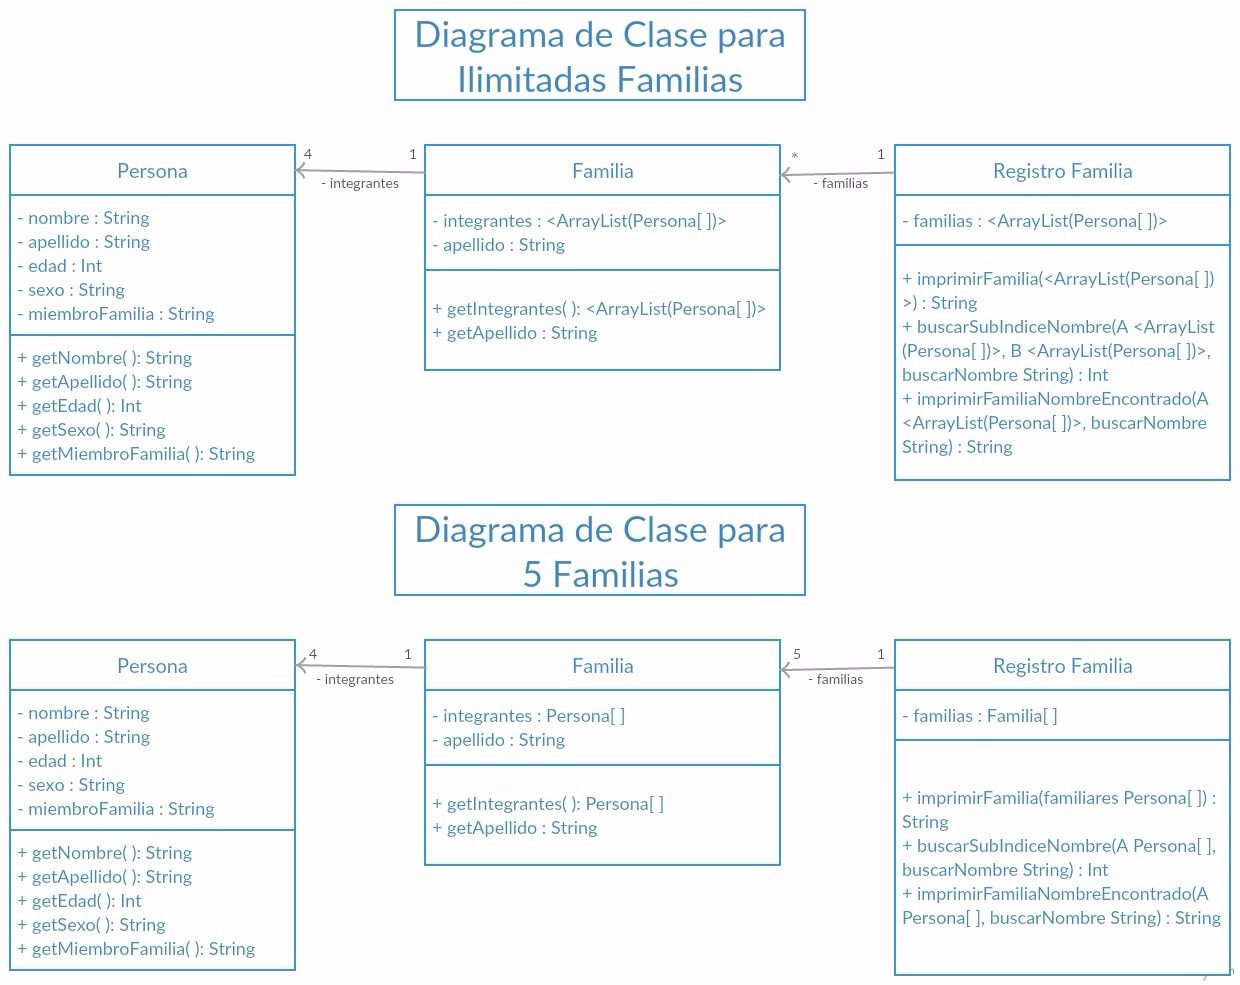 Diagrama de Clase para
Ilimitadas Familias
Persona
- nombre : String
- apellido : String
- edad : Int
- sexo : String
- miembroFamilia : String
+ getNombre( ): String
+ getApellido( ): String
+ getEdad( ): Int
+ getSexo( ): String
+ getMiembroFamilia( ): String
4
1
- integrantes
Familia
- integrantes : <ArrayList(Persona[ ])>
- apellido : String
+ getIntegrantes( ): <ArrayList(Persona[ ])>
+ getApellido : String
*
1
- familias
Registro Familia
- familias : <ArrayList(Persona[ ])>
+ imprimirFamilia(<ArrayList(Persona[ ])
>) : String
+ buscarSubIndiceNombre(A <ArrayList
(Persona[ ])>, B <ArrayList(Persona[ ])>,
buscarNombre String) : Int
+ imprimirFamiliaNombreEncontrado(A
<ArrayList(Persona[ ])>, buscarNombre
String) : String
Diagrama de Clase para
5 Familias
Persona
- nombre : String
- apellido : String
- edad : Int
- sexo : String
- miembroFamilia : String
+ getNombre( ): String
+ getApellido( ): String
+ getEdad( ): Int
+ getSexo( ): String
+ getMiembroFamilia( ): String
4
1
- integrantes
Familia
- integrantes : Persona[ ]
- apellido : String
+ getIntegrantes( ): Persona[ ]
+ getApellido : String
5
1
- familias
Registro Familia
- familias : Familia[ ]
+ imprimirFamilia(familiares Persona[ ]) :
String
+ buscarSubIndiceNombre(A Persona[ ],
buscarNombre String) : Int
+ imprimirFamiliaNombreEncontrado(A
Persona[ ], buscarNombre String) : String